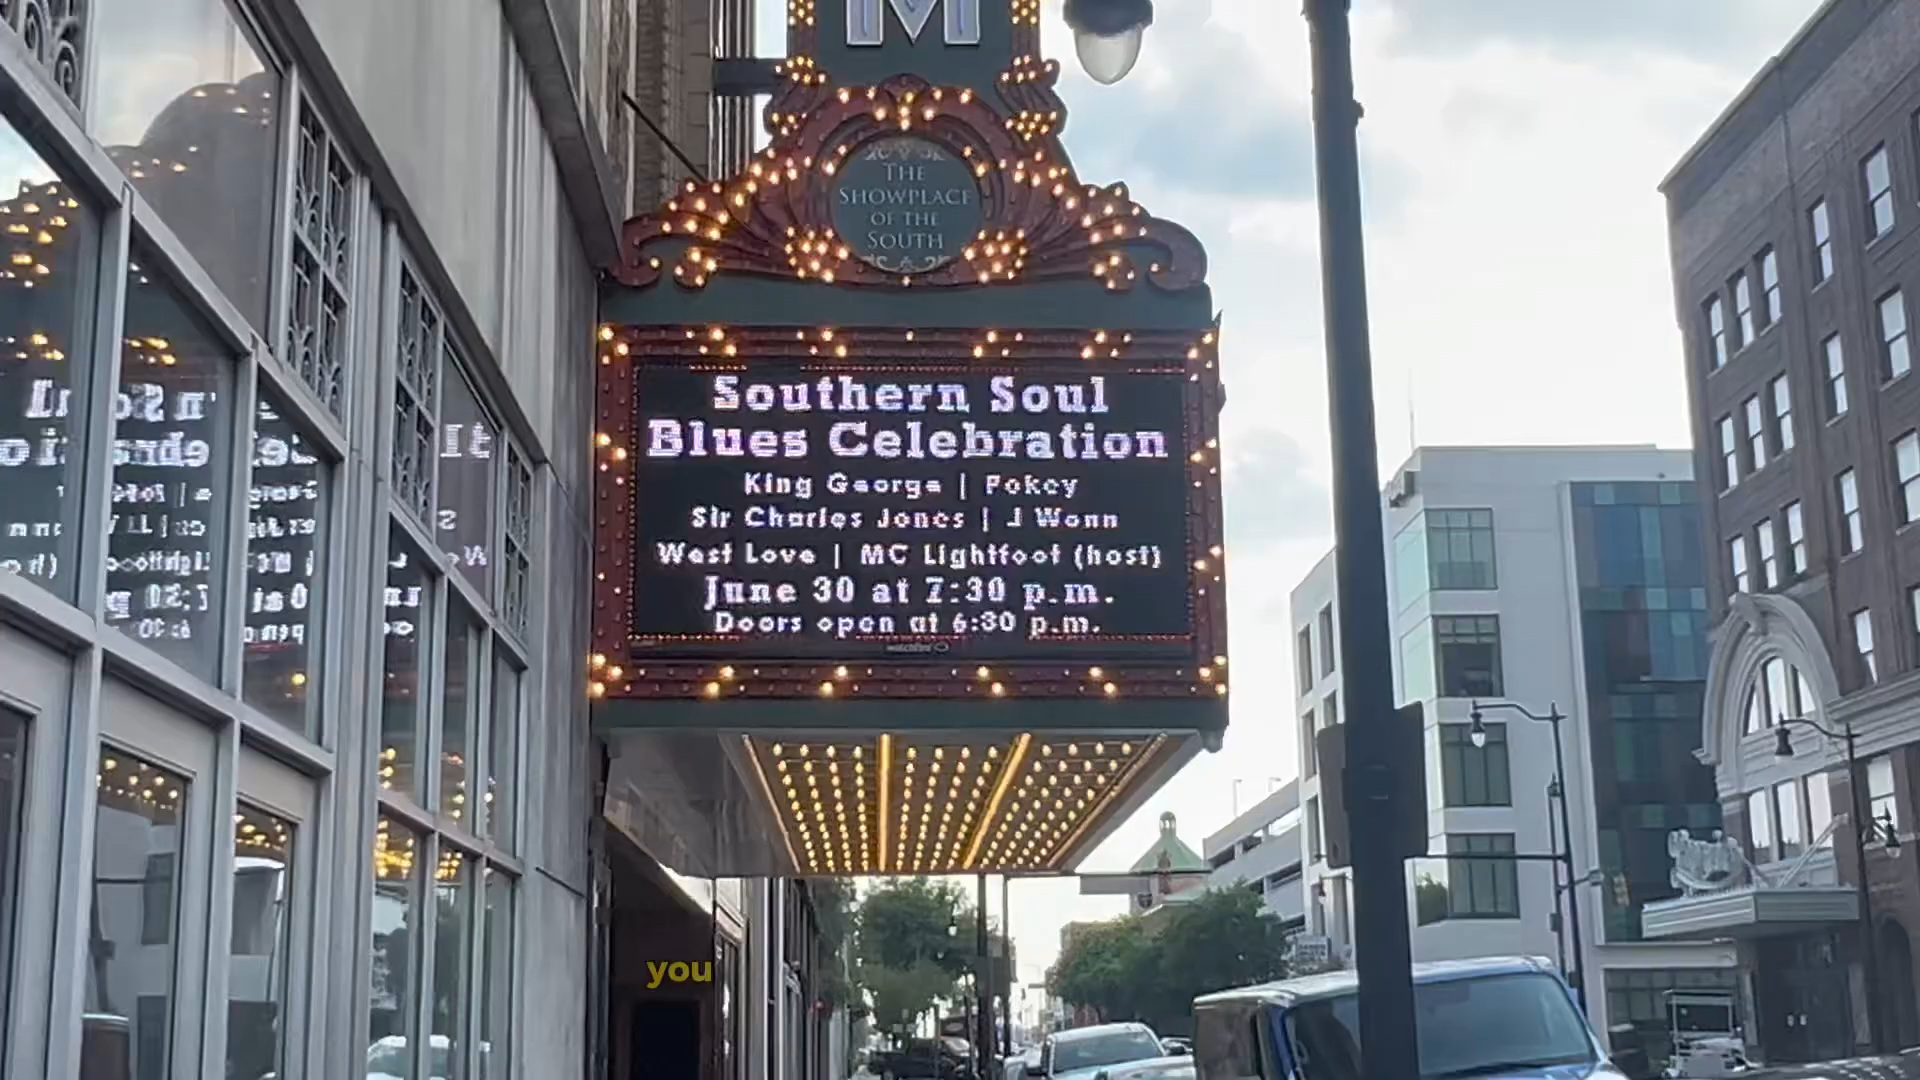 M
THE
SHOWPLACE
OF THE
SOUTH
Southern Soul
Blues Celebration
King George | Pokey
Sir Charles Jones | J Wonn
West Love | MC Lightfoot (host)
June 30 at 7:30 p.m.
Doors open at 6:30 p.m.
watchfire
you